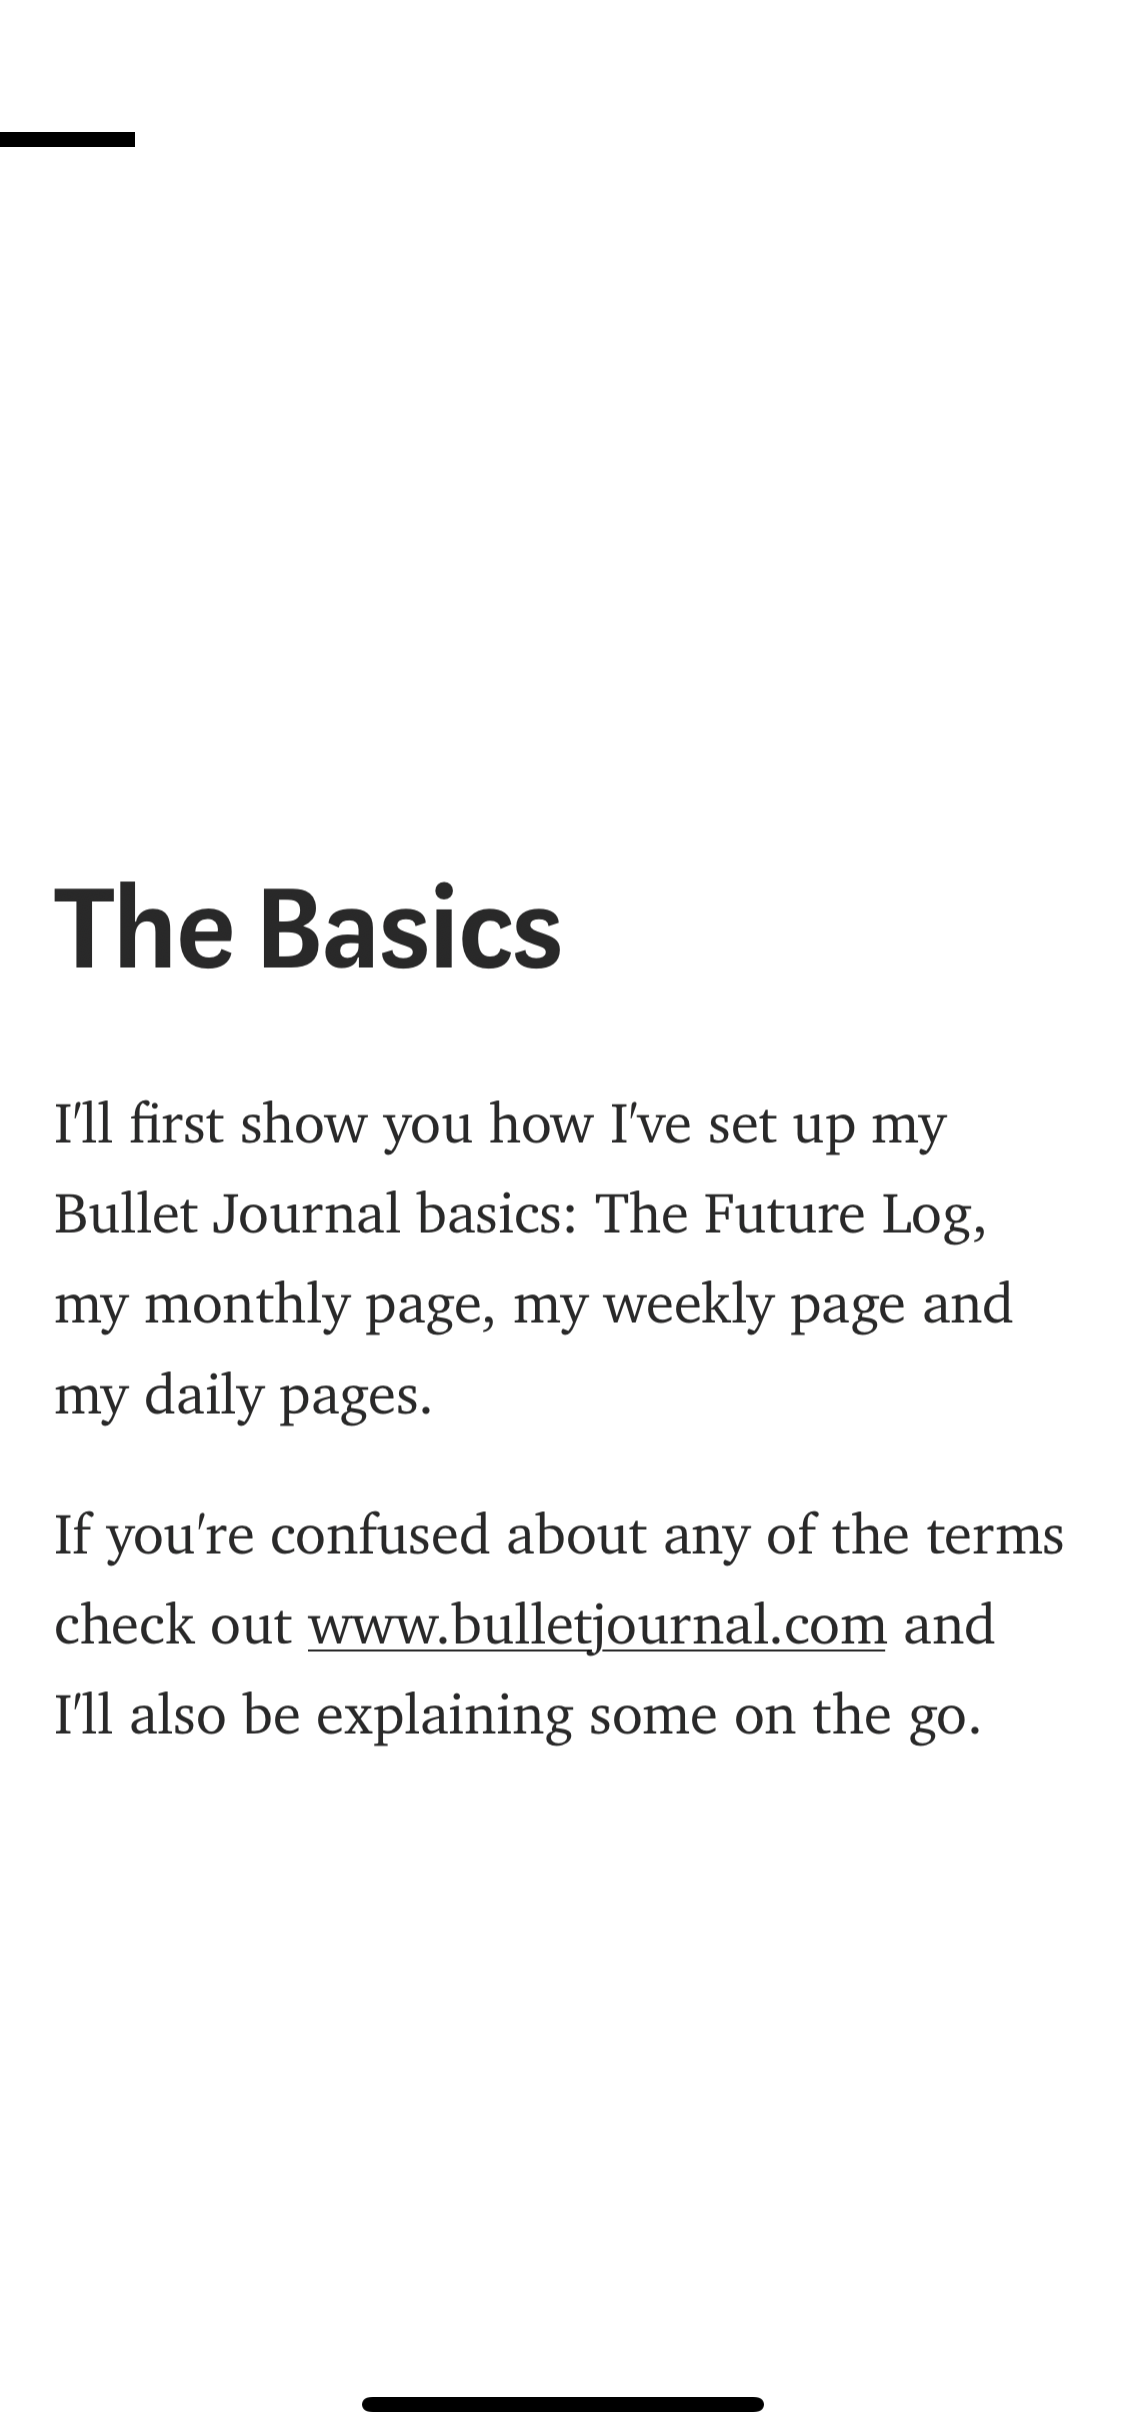 The Basics
I'll first show you how I've set up my
Bullet Journal basics: The Future Log,
my monthly page, my weekly page and
my daily pages.
If you're confused about any of the terms
check out www.bulletjournal.com and
I'll also be explaining some on the go.